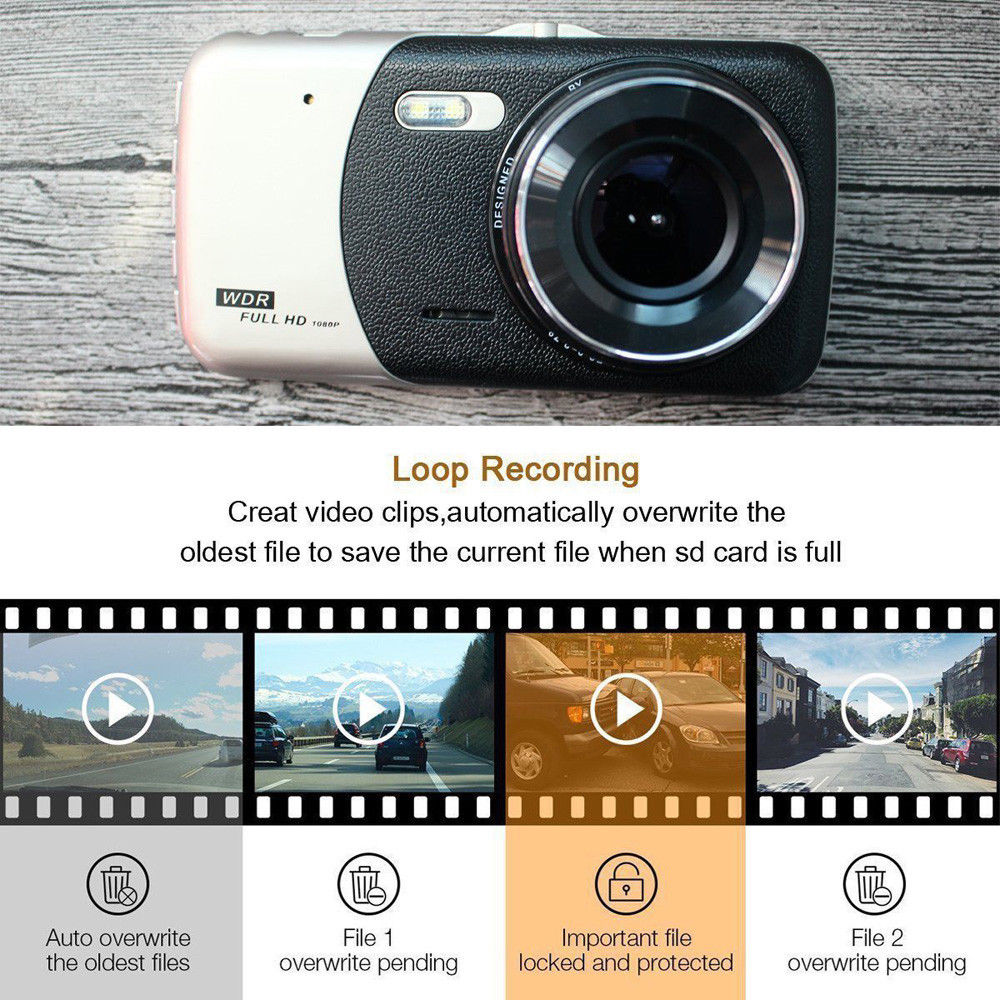 BV
DESIGNED
WDR
FULL HD 1080P
Loop Recording
Creat video clips,automatically overwrite the
oldest file to save the current file when sd card is full
Auto overwrite
the oldest files
File 1
overwrite pending
Important file
locked and protected
File 2
overwrite pending